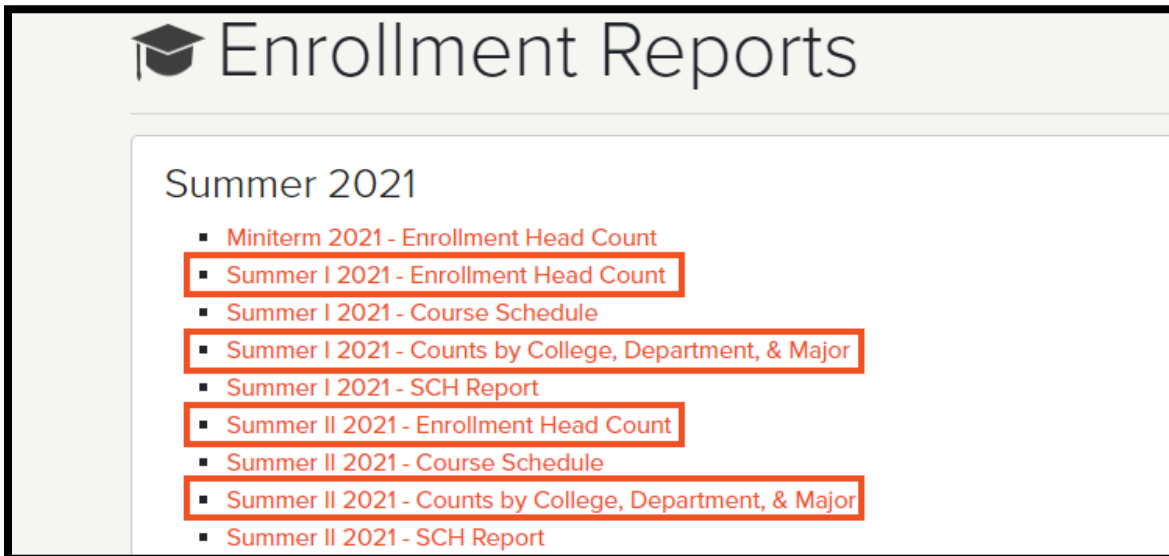 Enrollment Reports
Summer 2021
Miniterm 2021 - Enrollment Head Count
Summer I 2021 - Enrollment Head Count
Summer I 2021 - Course Schedule
Summer I 2021 - Counts by College, Department, & Major
Summer I 2021 - SCH Report
Summer II 2021 - Enrollment Head Count
Summer II 2021 - Course Schedule
Summer II 2021 - Counts by College, Department, & Major
Summer II 2021 - SCH Report